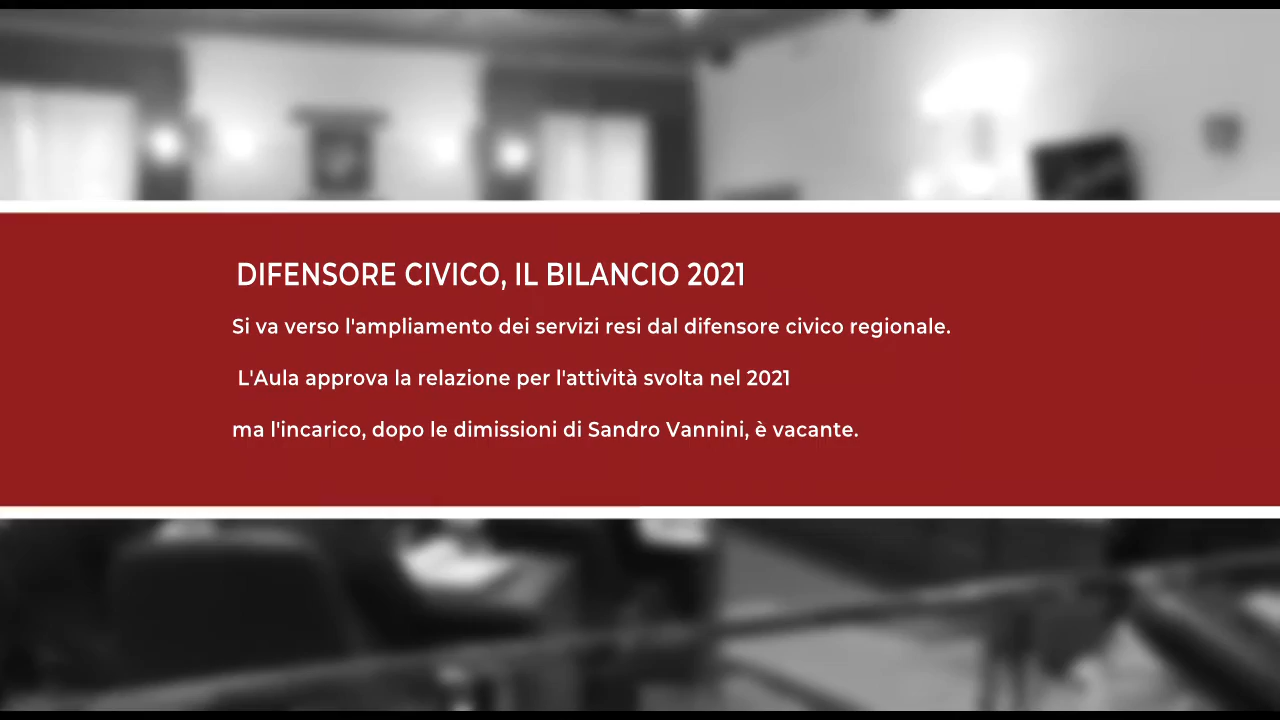 DIFENSORE CIVICO, IL BILANCIO 2021
Si va verso l'ampliamento dei servizi resi dal difensore civico regionale.
L'Aula approva la relazione per l'attività svolta nel 2021
ma l'incarico, dopo le dimissioni di Sandro Vannini, è vacante.